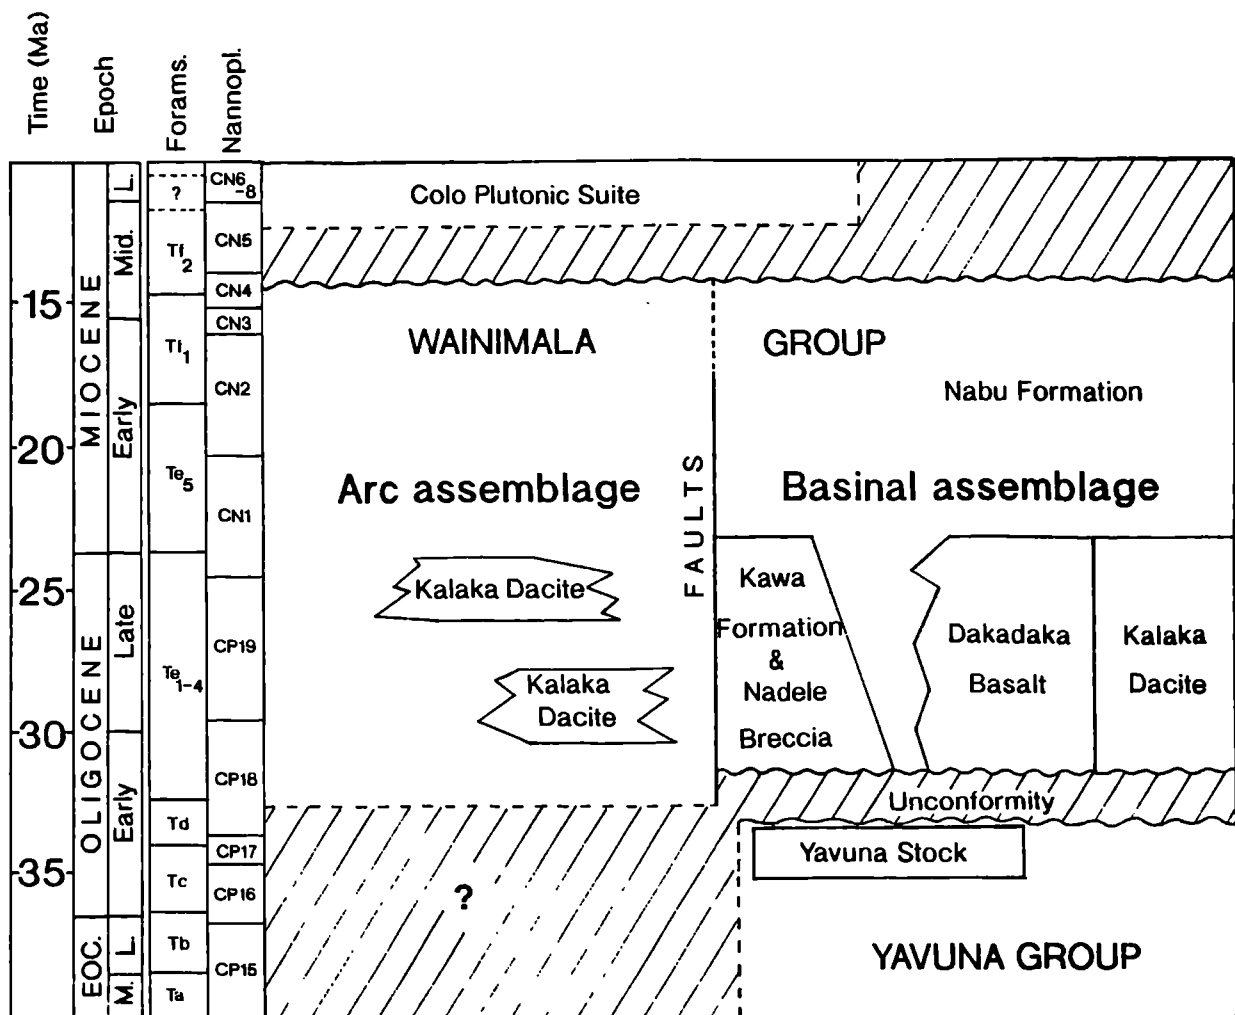 Time (Ma)
Epoch
Forams.
Nannopl.
15
20
25
30
35
MIOCENE
OLIGOCENE
EOC.
L.
Mid.
Early
Late
Early
L.
M.
?
Tf2
Tf1
Te5
Te1-4
Td
Tc
Tb
Ta
CN6
-8
CN5
CN4
CN3
CN2
CN1
CP19
CP18
CP17
CP16
CP15
Colo Plutonic Suite
WAINIMALA GROUP
Nabu Formation
Arc assemblage
FAULTS
Basinal assemblage
Kalaka Dacite
Kalaka
Dacite
Kawa
Formation
&
Nadele
Breccia
Dakadaka
Basalt
Kalaka
Dacite
Unconformity
Yavuna Stock
?
YAVUNA GROUP